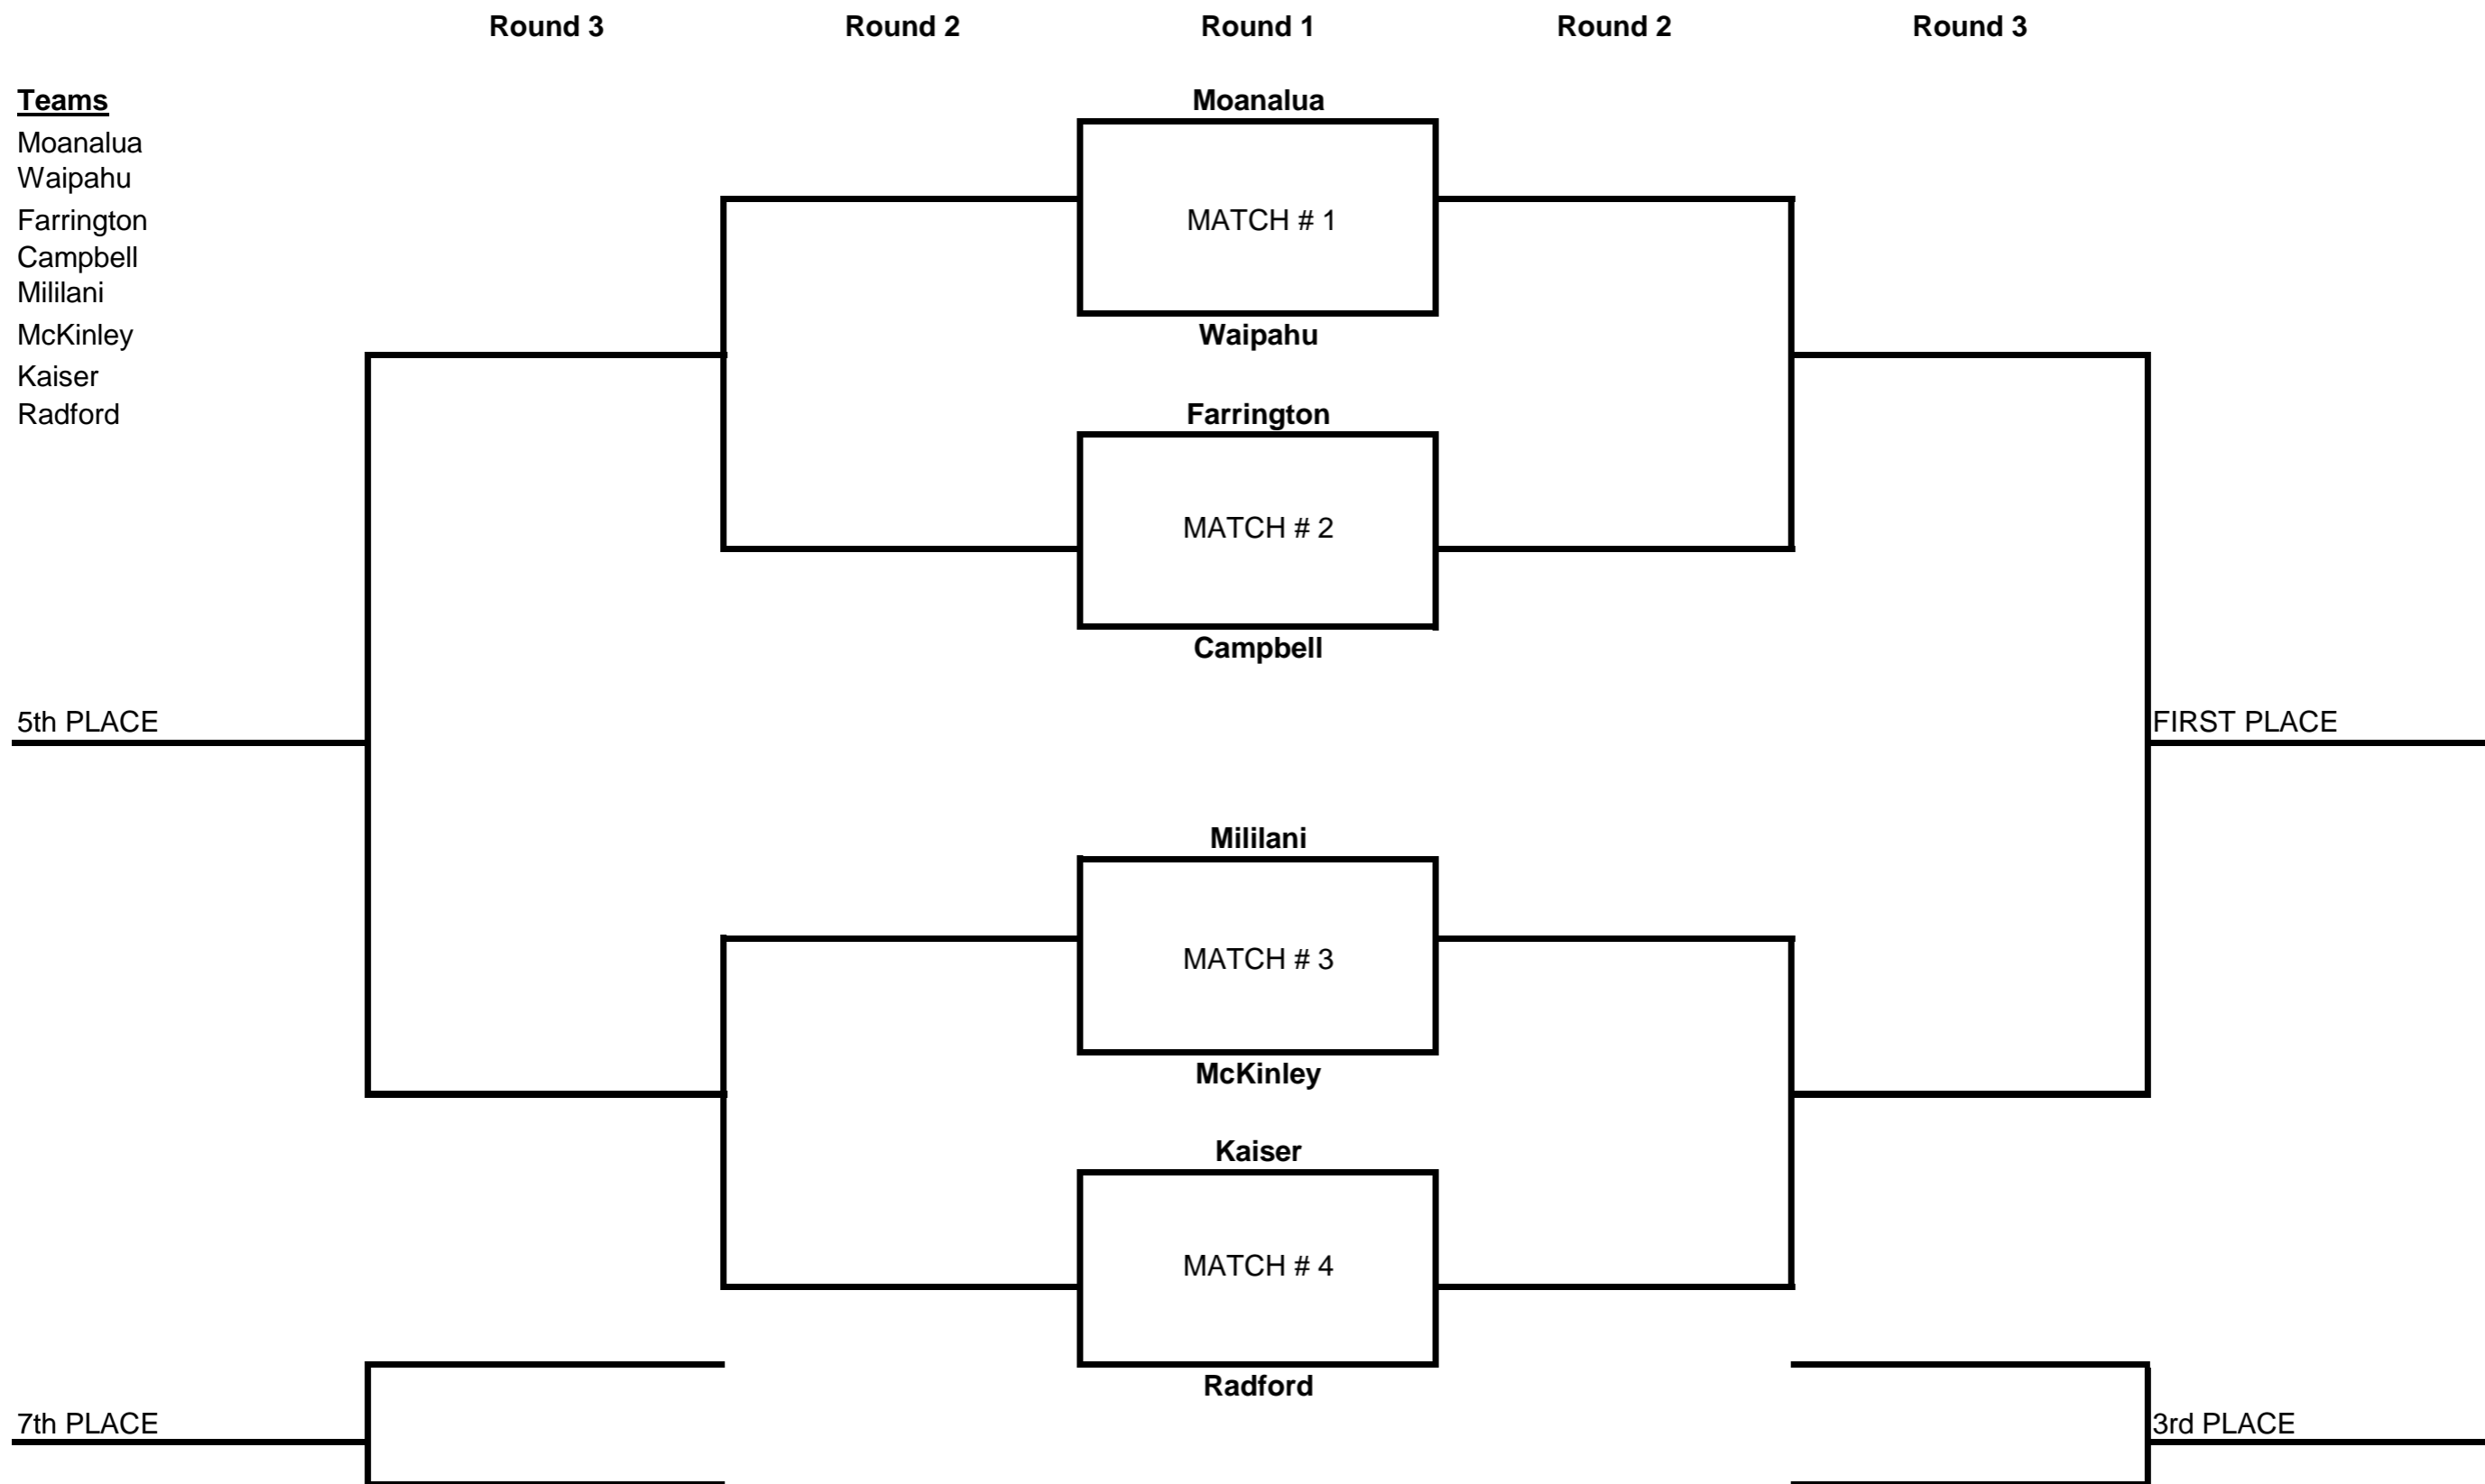 Round 3 Round 2 Round 1 Round 2 Round 3
Teams
Moanalua
Waipahu
Farrington
Campbell
Mililani
McKinley
Kaiser
Radford
Moanalua
MATCH # 1
Waipahu
Farrington
MATCH # 2
Campbell
5th PLACE
FIRST PLACE
Mililani
MATCH # 3
McKinley
Kaiser
MATCH # 4
Radford
7th PLACE
3rd PLACE